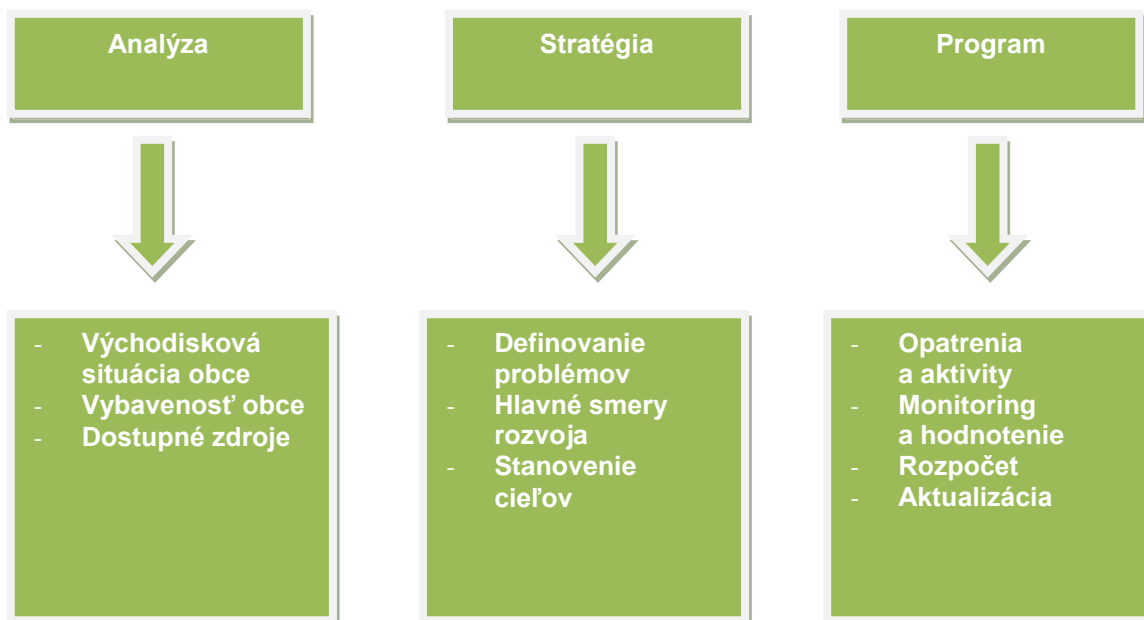 Analýza
Stratégia
Program
- Východisková
situácia obce
- Vybavenosť obce
- Dostupné zdroje
- Definovanie
problémov
- Hlavné smery
rozvoja
- Stanovenie
cieľov
- Opatrenia
a aktivity
- Monitoring
a hodnotenie
- Rozpočet
- Aktualizácia